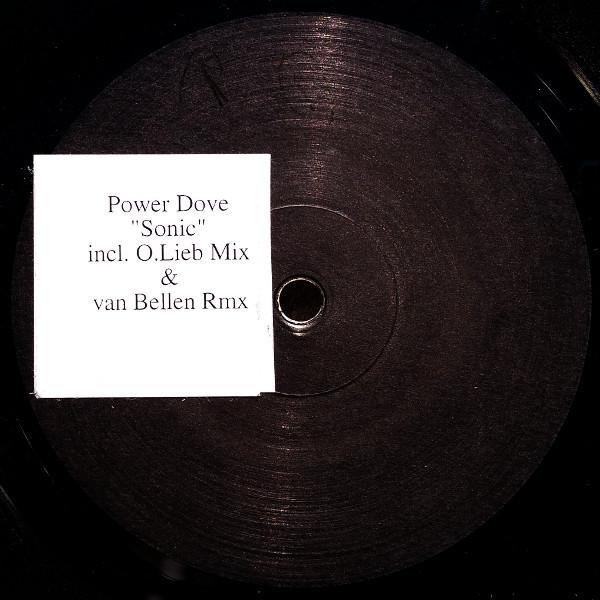 Power Dove
"Sonic"
incl. O.Lieb Mix
&
van Bellen Rmx